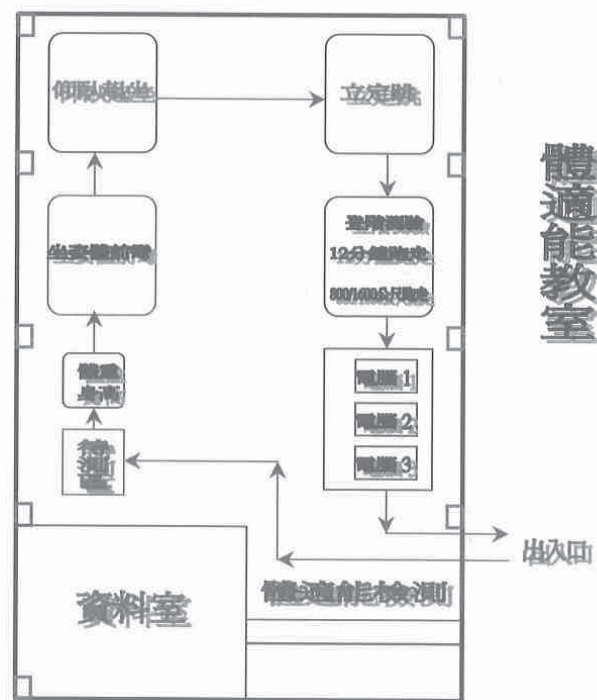 仰臥起坐
立定跳
坐姿體前彎
登階測驗
12分鐘跑走
800/1600公尺跑走
體重
身高
待測區
電腦 1
電腦 2
電腦 3
出入口
資料室
體適能檢測
體適能教室